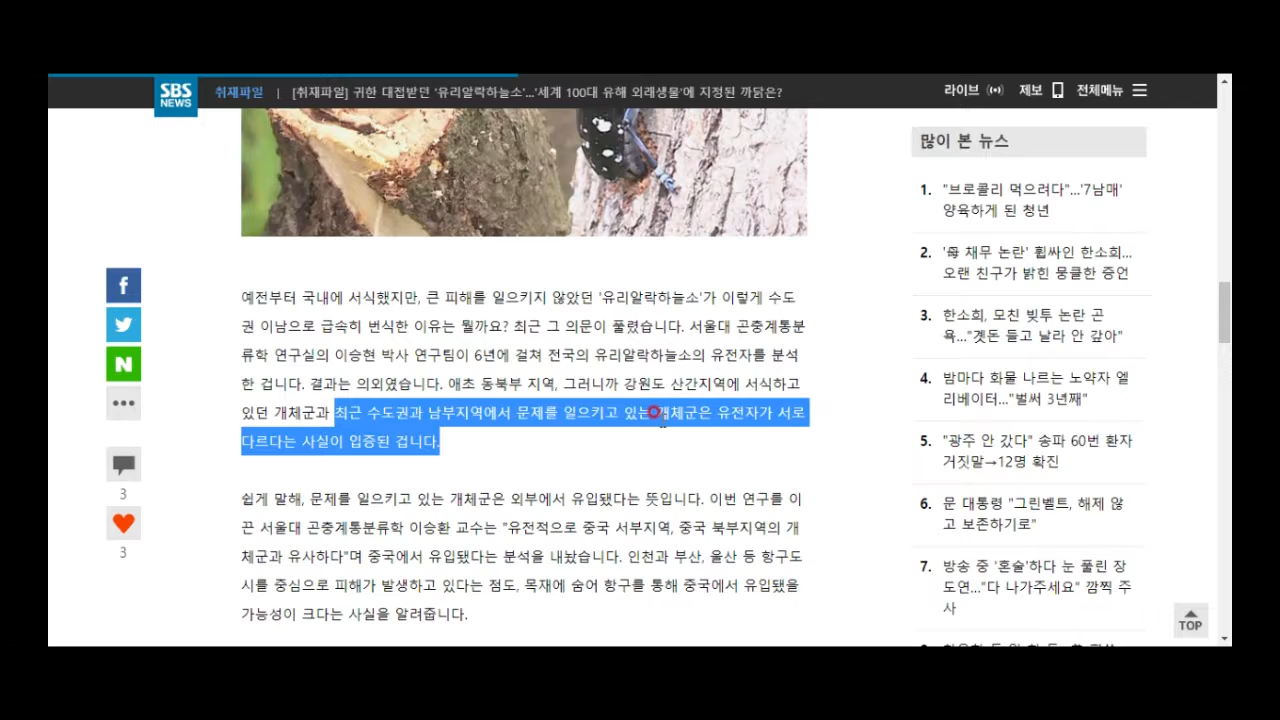 SBS
NEWS
취재파일 | [취재파일] 귀한 대접받던 '유리알락하늘소'...'세계 100대 유해 외래생물'에 지정된 까닭은?
라이브 제보 전체메뉴
예전부터 국내에 서식했지만, 큰 피해를 일으키지 않았던 '유리알락하늘소'가 이렇게 수도
권 이남으로 급속히 번식한 이유는 뭘까요? 최근 그 의문이 풀렸습니다. 서울대 곤충계통분
류학 연구실의 이승현 박사 연구팀이 6년에 걸쳐 전국의 유리알락하늘소의 유전자를 분석
한 겁니다. 결과는 의외였습니다. 애초 동북부 지역, 그러니까 강원도 산간지역에 서식하고
있던 개체군과 최근 수도권과 남부지역에서 문제를 일으키고 있는 개체군은 유전자가 서로
다르다는 사실이 입증된 겁니다.
쉽게 말해, 문제를 일으키고 있는 개체군은 외부에서 유입됐다는 뜻입니다. 이번 연구를 이
끈 서울대 곤충계통분류학 이승환 교수는 "유전적으로 중국 서부지역, 중국 북부지역의 개
체군과 유사하다"며 중국에서 유입됐다는 분석을 내놨습니다. 인천과 부산, 울산 등 항구도
시를 중심으로 피해가 발생하고 있다는 점도, 목재에 숨어 항구를 통해 중국에서 유입됐을
가능성이 크다는 사실을 알려줍니다.
f
N
3
3
많이 본 뉴스
1. "브로콜리 먹으려다"...'7남매'
양육하게 된 청년
2. '母 채무 논란' 휩싸인 한소희...
오랜 친구가 밝힌 뭉클한 증언
3. 한소희, 모친 빚투 논란 곤
욕..."곗돈 들고 날라 안 갚아"
4. 밤마다 화물 나르는 노약자 엘
리베이터..."벌써 3년째"
5. "광주 안 갔다" 송파 60번 환자
거짓말→12명 확진
6. 문 대통령 "그린벨트, 해제 않
고 보존하기로"
7. 방송 중 '혼술'하다 눈 풀린 장
도연..."다 나가주세요" 깜짝 주
사
TOP